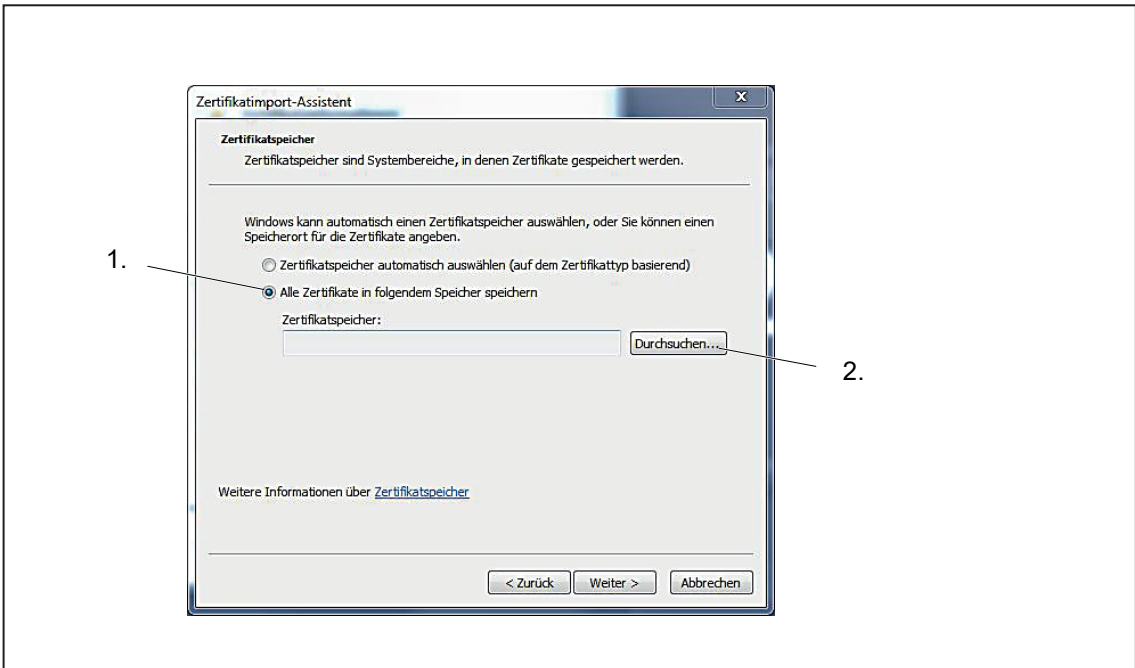 Zertifikatimport-Assistent
X
Zertifikatspeicher
Zertifikatspeicher sind Systembereiche, in denen Zertifikate gespeichert werden.
Windows kann automatisch einen Zertifikatspeicher auswählen, oder Sie können einen
Speicherort für die Zertifikate angeben.
1.
Zertifikatspeicher automatisch auswählen (auf dem Zertifikattyp basierend)
Alle Zertifikate in folgendem Speicher speichern
Zertifikatspeicher:
Durchsuchen...
2.
Weitere Informationen über Zertifikatspeicher
< Zurück Weiter > Abbrechen